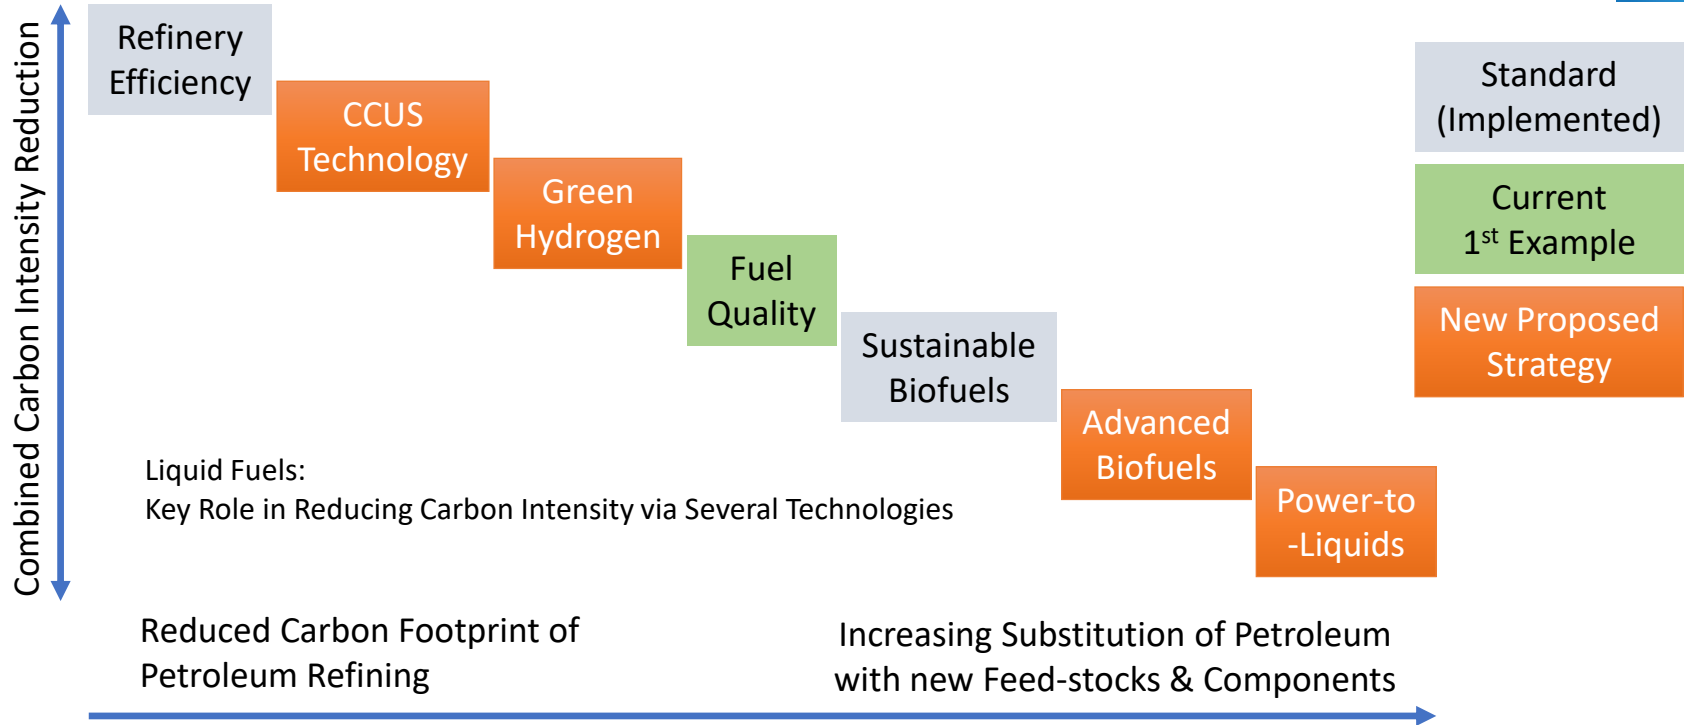 Combined Carbon Intensity Reduction
Refinery
Efficiency
CCUS
Technology
Green
Hydrogen
Fuel
Quality
Sustainable
Biofuels
Advanced
Biofuels
Power-to
-Liquids
Standard
(Implemented)
Current
1st Example
New Proposed
Strategy
Liquid Fuels:
Key Role in Reducing Carbon Intensity via Several Technologies
Reduced Carbon Footprint of
Petroleum Refining
Increasing Substitution of Petroleum
with new Feed-stocks & Components